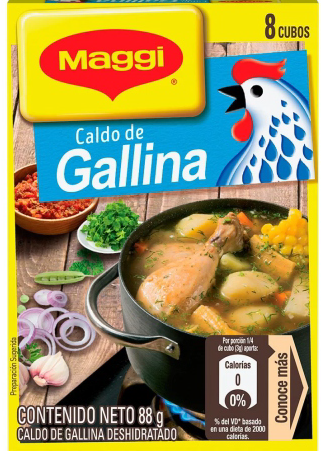 8 CUBOS
Maggi
®
Caldo de
Gallina
Preparación Sugerida
Por porción 1/4
de cubo (3g) aporta:
Calorías
0
0%
% del VD* basado
en una dieta de 2000
calorías.
Conoce más
CONTENIDO NETO 88 g
CALDO DE GALLINA DESHIDRATADO